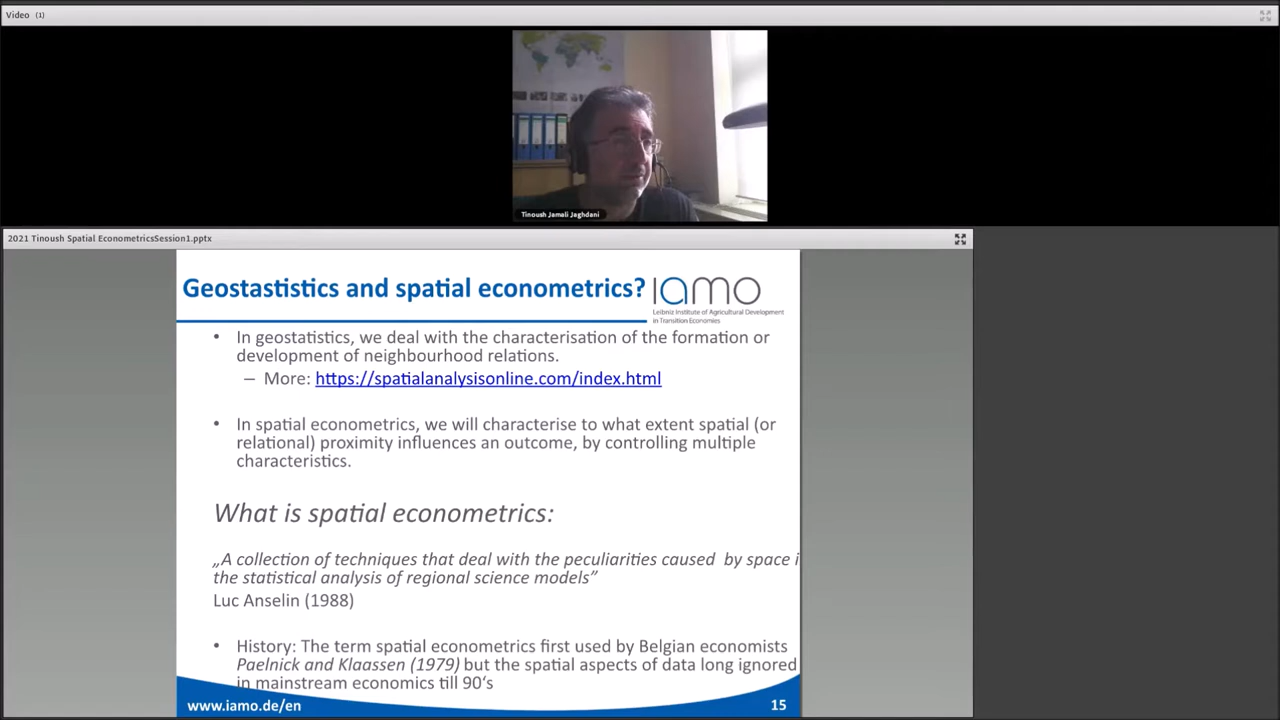 Video (1)
Tinoush Jamali Jaghdani
2021 Tinoush Spatial EconometricsSession1.pptx
Geostastistics and spatial econometrics?
iamo
Leibniz Institute of Agricultural Development
in Transition Economies
• In geostatistics, we deal with the characterisation of the formation or
development of neighbourhood relations.
– More: https://spatialanalysisonline.com/index.html
• In spatial econometrics, we will characterise to what extent spatial (or
relational) proximity influences an outcome, by controlling multiple
characteristics.
What is spatial econometrics:
„A collection of techniques that deal with the peculiarities caused by space i
the statistical analysis of regional science models”
Luc Anselin (1988)
• History: The term spatial econometrics first used by Belgian economists
Paelnick and Klaassen (1979) but the spatial aspects of data long ignored
in mainstream economics till 90‘s
www.iamo.de/en
15